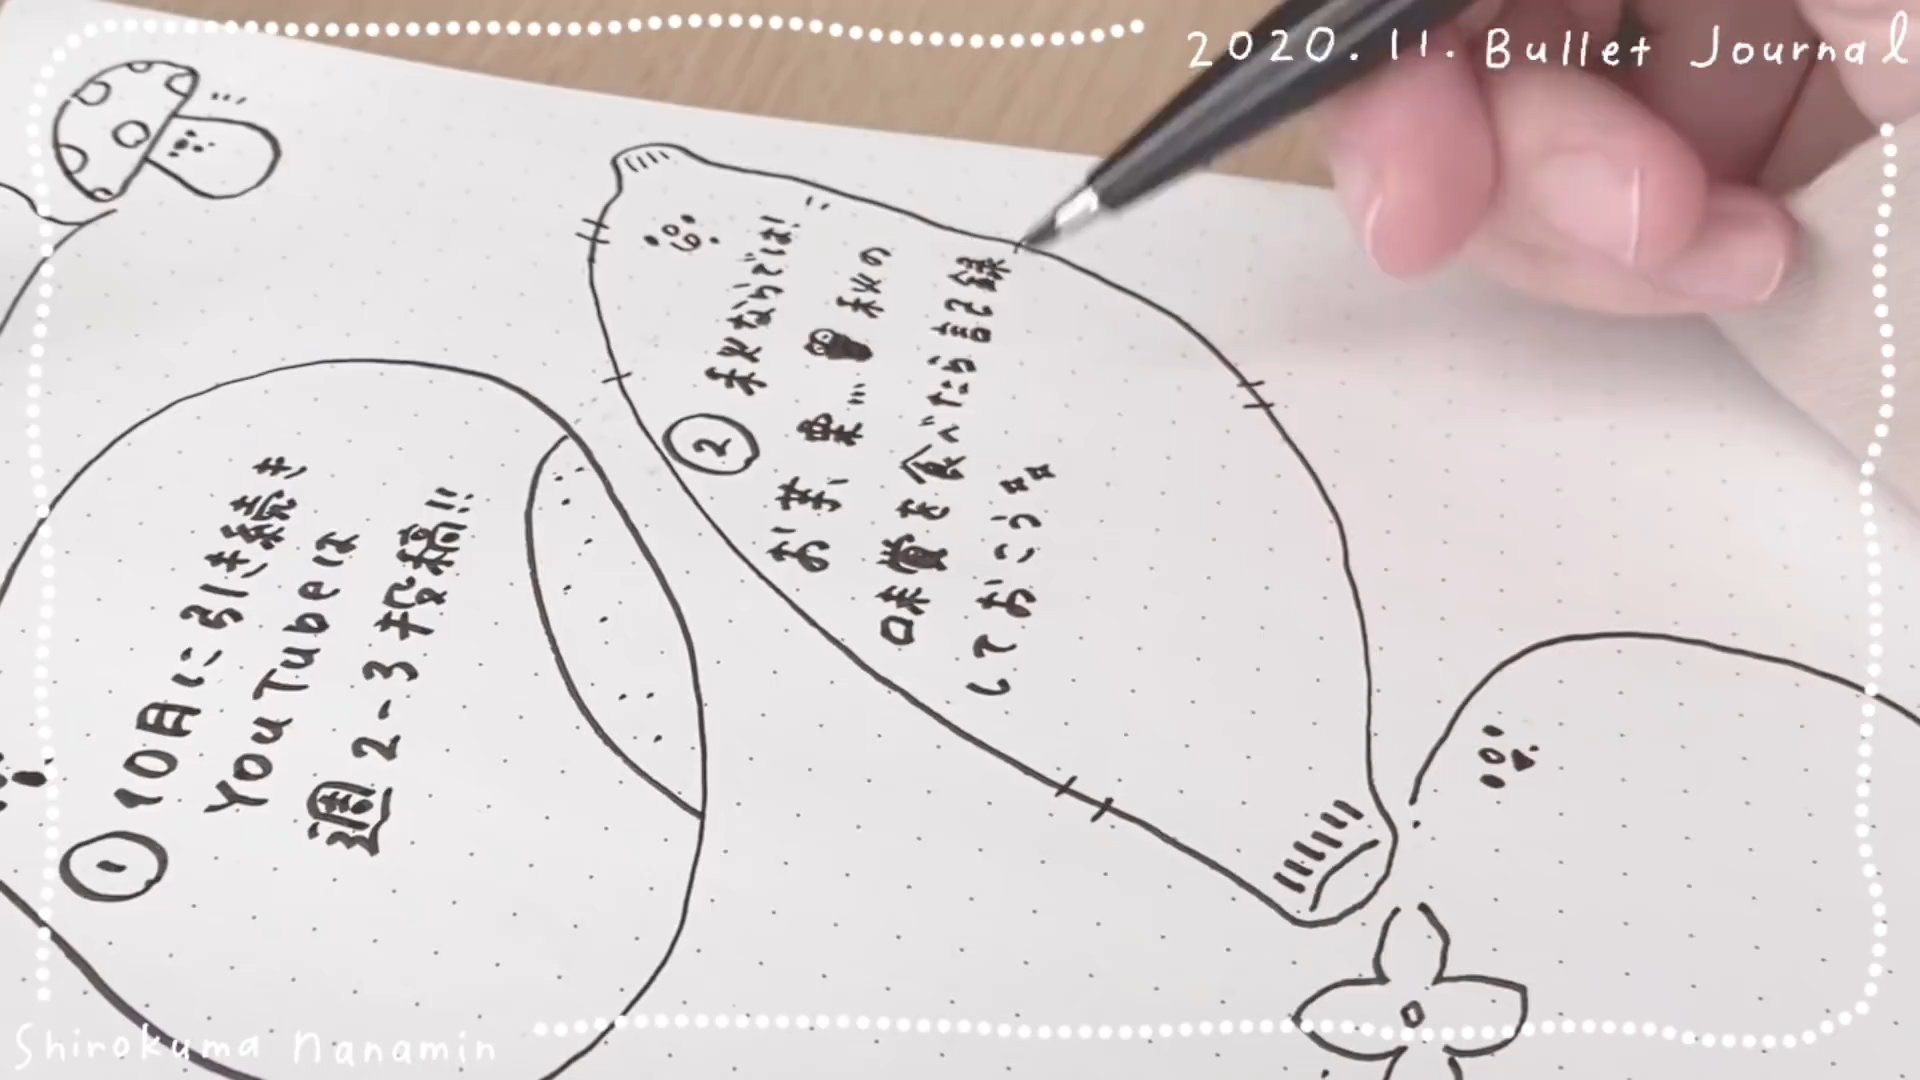 2020.11. Bullet Journal
① 10月に引き続き
YouTubeは
週2~3投稿!!
② 秋ならでは!
お芋、栗…
秋の
味覚を食べたら記録
しておこう
Shirokuma nanamin